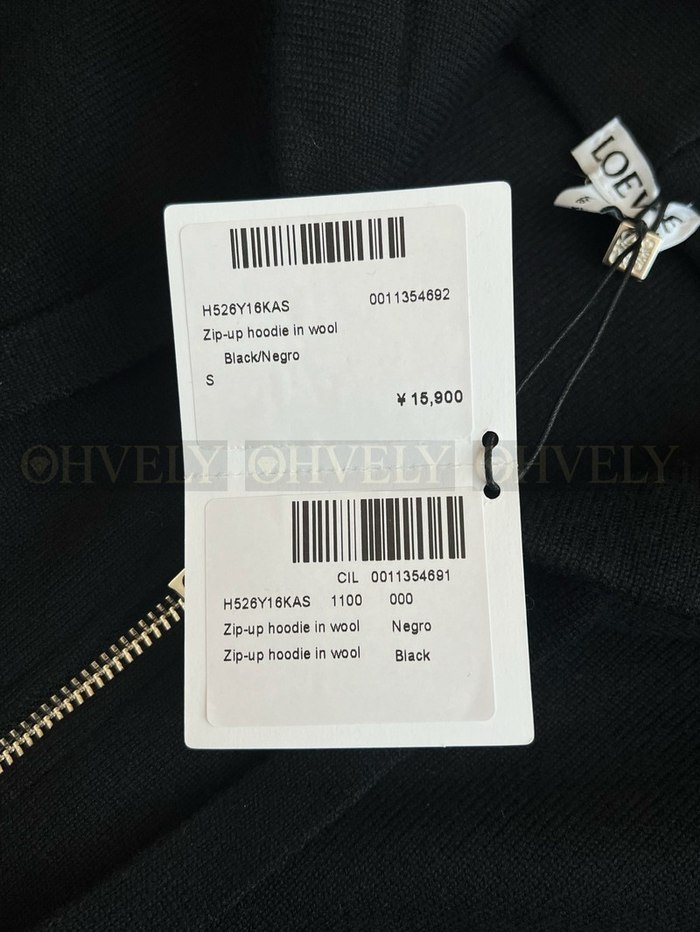 LOEWE
H526Y16KAS 0011354692
Zip-up hoodie in wool
Black/Negro
S
¥ 15,900
OHVELY OHVELY OHVELY
CIL 0011354691
H526Y16KAS 1100 000
Zip-up hoodie in wool Negro
Zip-up hoodie in wool Black